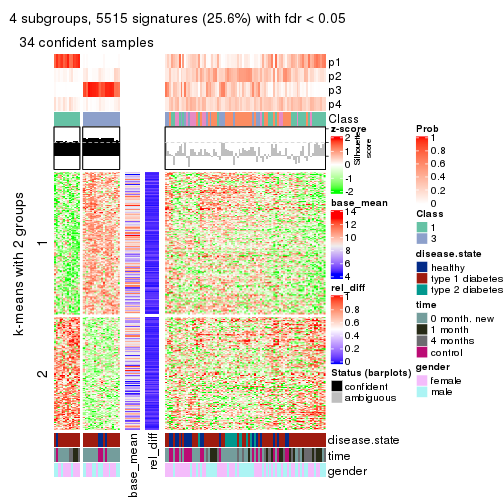 4 subgroups, 5515 signatures (25.6%) with fdr < 0.05
34 confident samples
p1
p2
p3
p4
Class
Silhouette
score
k-means with 2 groups
1
2
base_mean
rel_diff
disease.state
time
gender
z-score
2
1
0
-1
-2
base_mean
14
12
10
8
6
4
rel_diff
1
0.8
0.6
0.4
0.2
0
Status (barplots)
confident
ambiguous
Prob
1
0.8
0.6
0.4
0.2
0
Class
1
3
disease.state
healthy
type 1 diabetes
type 2 diabetes
time
0 month. new
1 month
4 months
control
gender
female
male